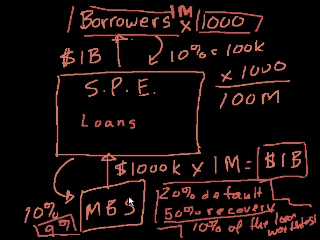 1M
Borrowers x 1000
$1B 10% = 100k
x 1000
100M
S.P.E.
Loans
$1000k x 1M = $1B
MBS
10%
9%
20% default
50% recovery
10% of the loan
worthless